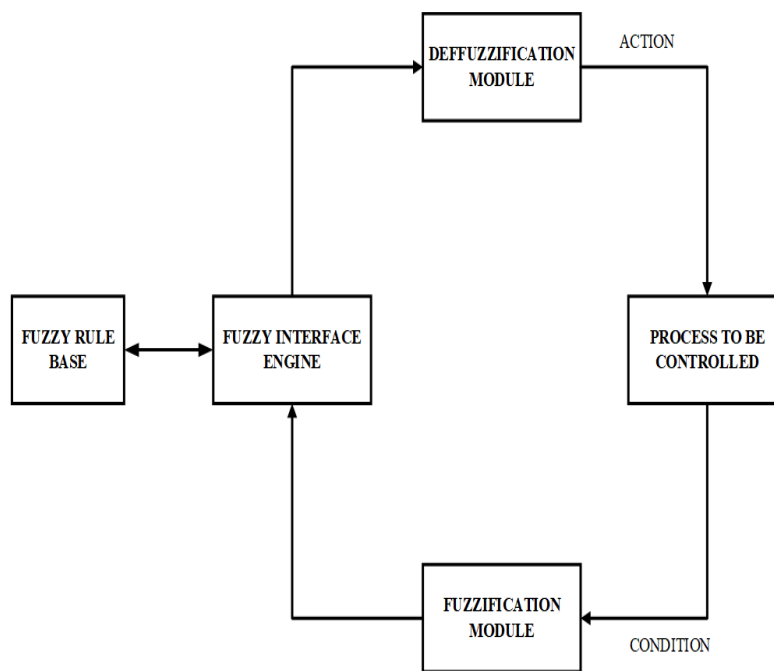 DEFFUZZIFICATION
MODULE
ACTION
FUZZY RULE
BASE
FUZZY INTERFACE
ENGINE
PROCESS TO BE
CONTROLLED
FUZZIFICATION
MODULE
CONDITION